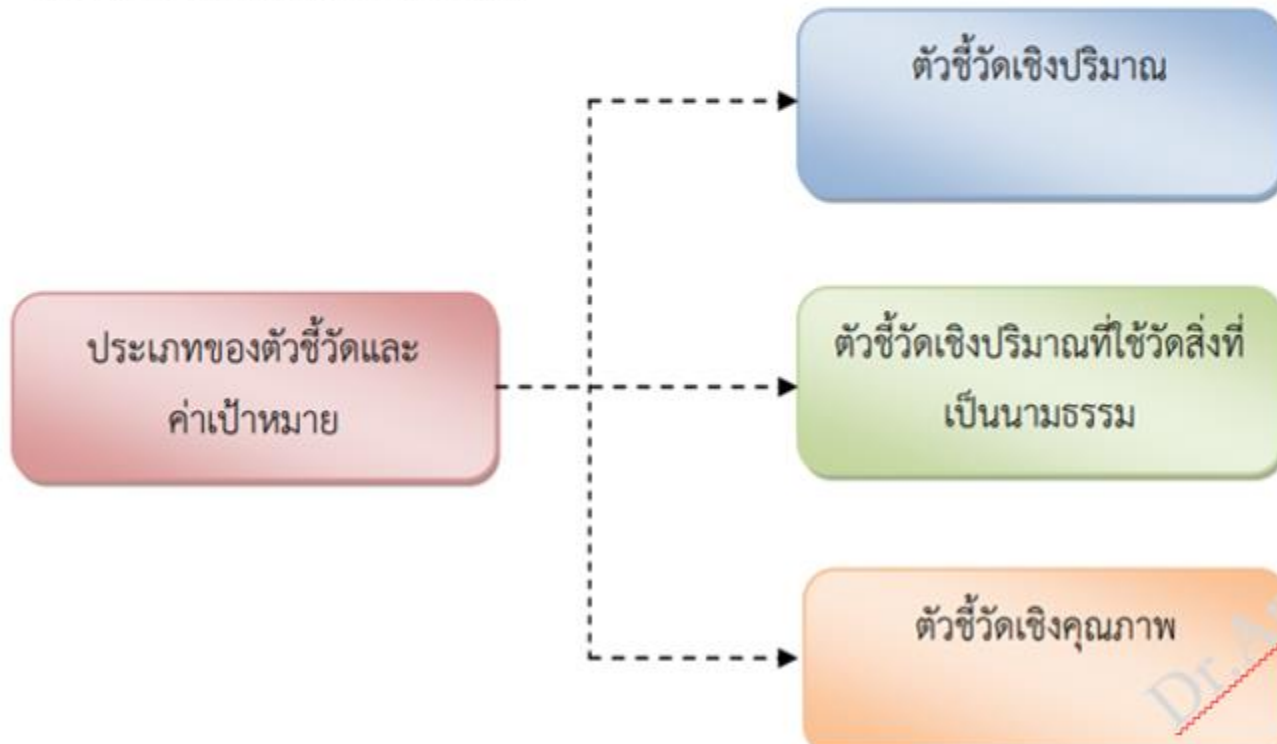 ตัวชี้วัดเชิงปริมาณ
ประเภทของตัวชี้วัดและ
ค่าเป้าหมาย
ตัวชี้วัดเชิงปริมาณที่ใช้วัดสิ่งที่
เป็นนามธรรม
ตัวชี้วัดเชิงคุณภาพ
Dr.A